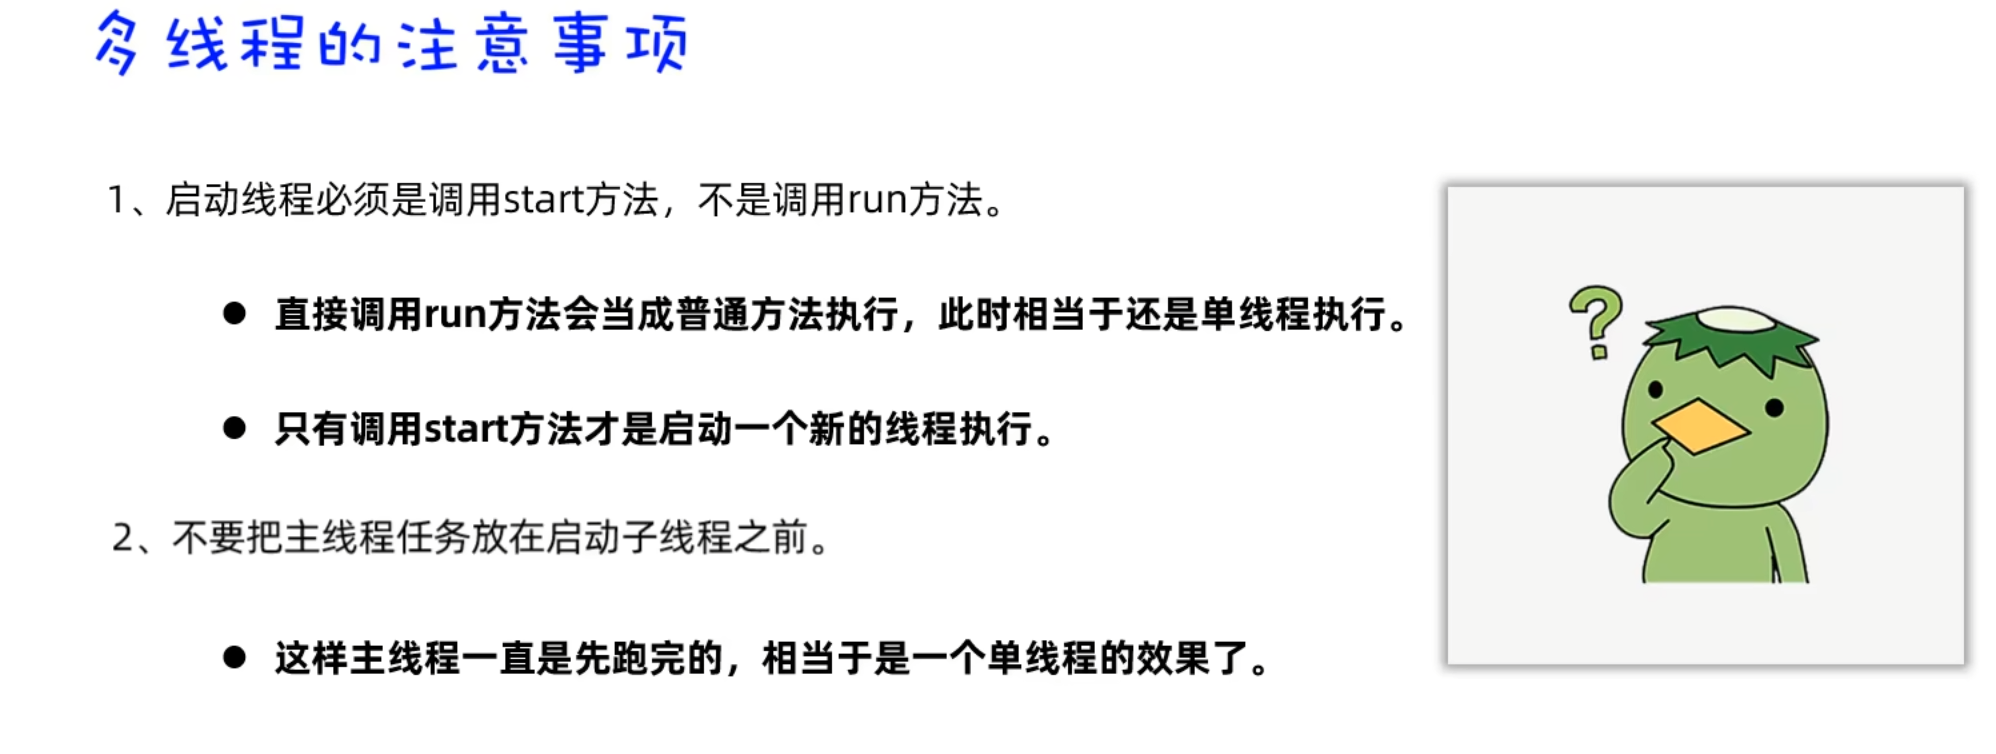 多线程的注意事项
1、启动线程必须是调用start方法，不是调用run方法。
● 直接调用run方法会当成普通方法执行，此时相当于还是单线程执行。
● 只有调用start方法才是启动一个新的线程执行。
2、不要把主线程任务放在启动子线程之前。
● 这样主线程一直是先跑完的，相当于是一个单线程的效果了。
?